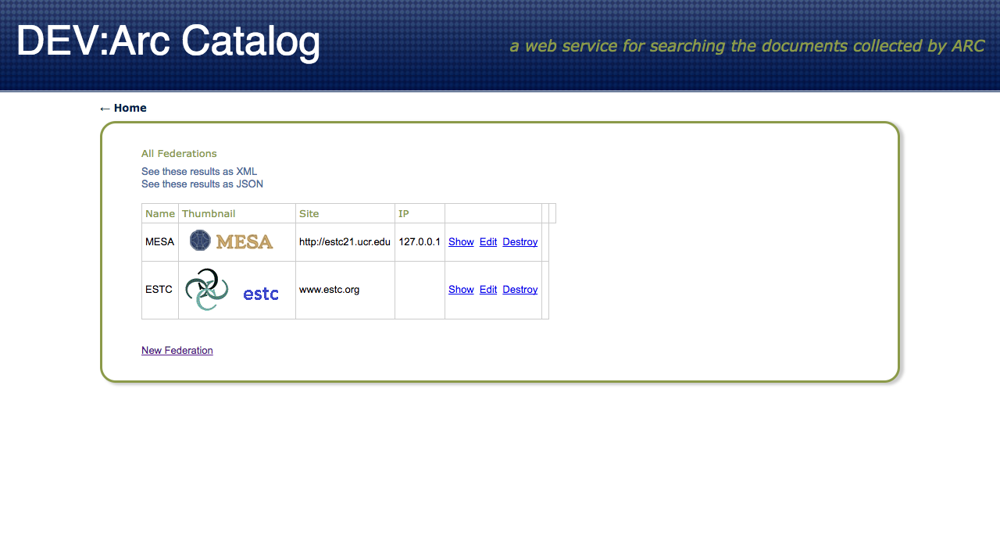 DEV:Arc Catalog
a web service for searching the documents collected by ARC
← Home
All Federations
See these results as XML
See these results as JSON
Name Thumbnail Site IP
MESA MESA http://estc21.ucr.edu 127.0.0.1 Show Edit Destroy
ESTC estc www.estc.org Show Edit Destroy
New Federation